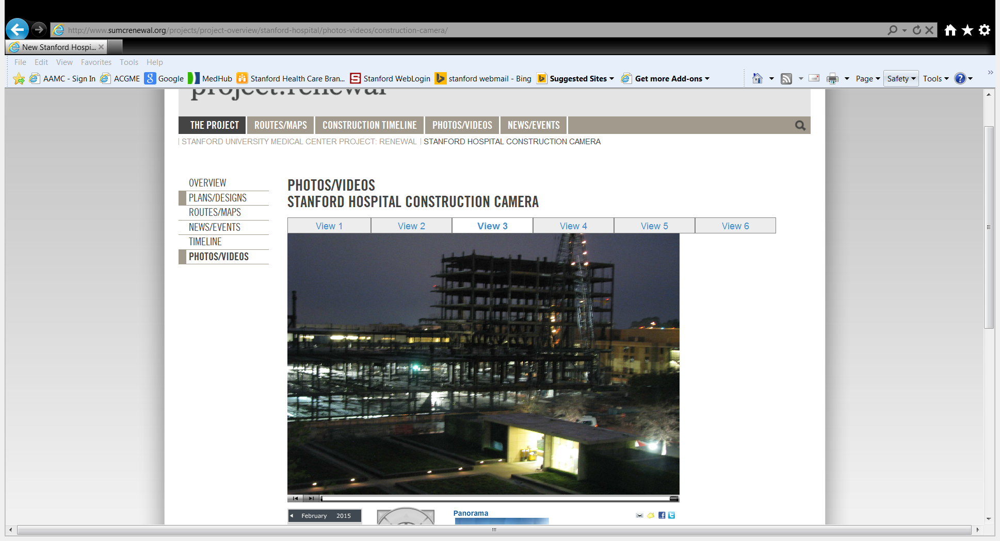 http://www.sumcrenewal.org/projects/project-overview/stanford-hospital/photos-videos/construction-camera/
New Stanford Hospi...
File Edit View Favorites Tools Help
AAMC - Sign In ACGME Google MedHub Stanford Health Care Bran... Stanford WebLogin stanford webmail - Bing Suggested Sites Get more Add-ons Page Safety Tools
project:renewal
THE PROJECT ROUTES/MAPS CONSTRUCTION TIMELINE PHOTOS/VIDEOS NEWS/EVENTS
| STANFORD UNIVERSITY MEDICAL CENTER PROJECT: RENEWAL | STANFORD HOSPITAL CONSTRUCTION CAMERA
OVERVIEW
PLANS/DESIGNS
ROUTES/MAPS
NEWS/EVENTS
TIMELINE
PHOTOS/VIDEOS
PHOTOS/VIDEOS
STANFORD HOSPITAL CONSTRUCTION CAMERA
View 1 View 2 View 3 View 4 View 5 View 6
February 2015
Panorama